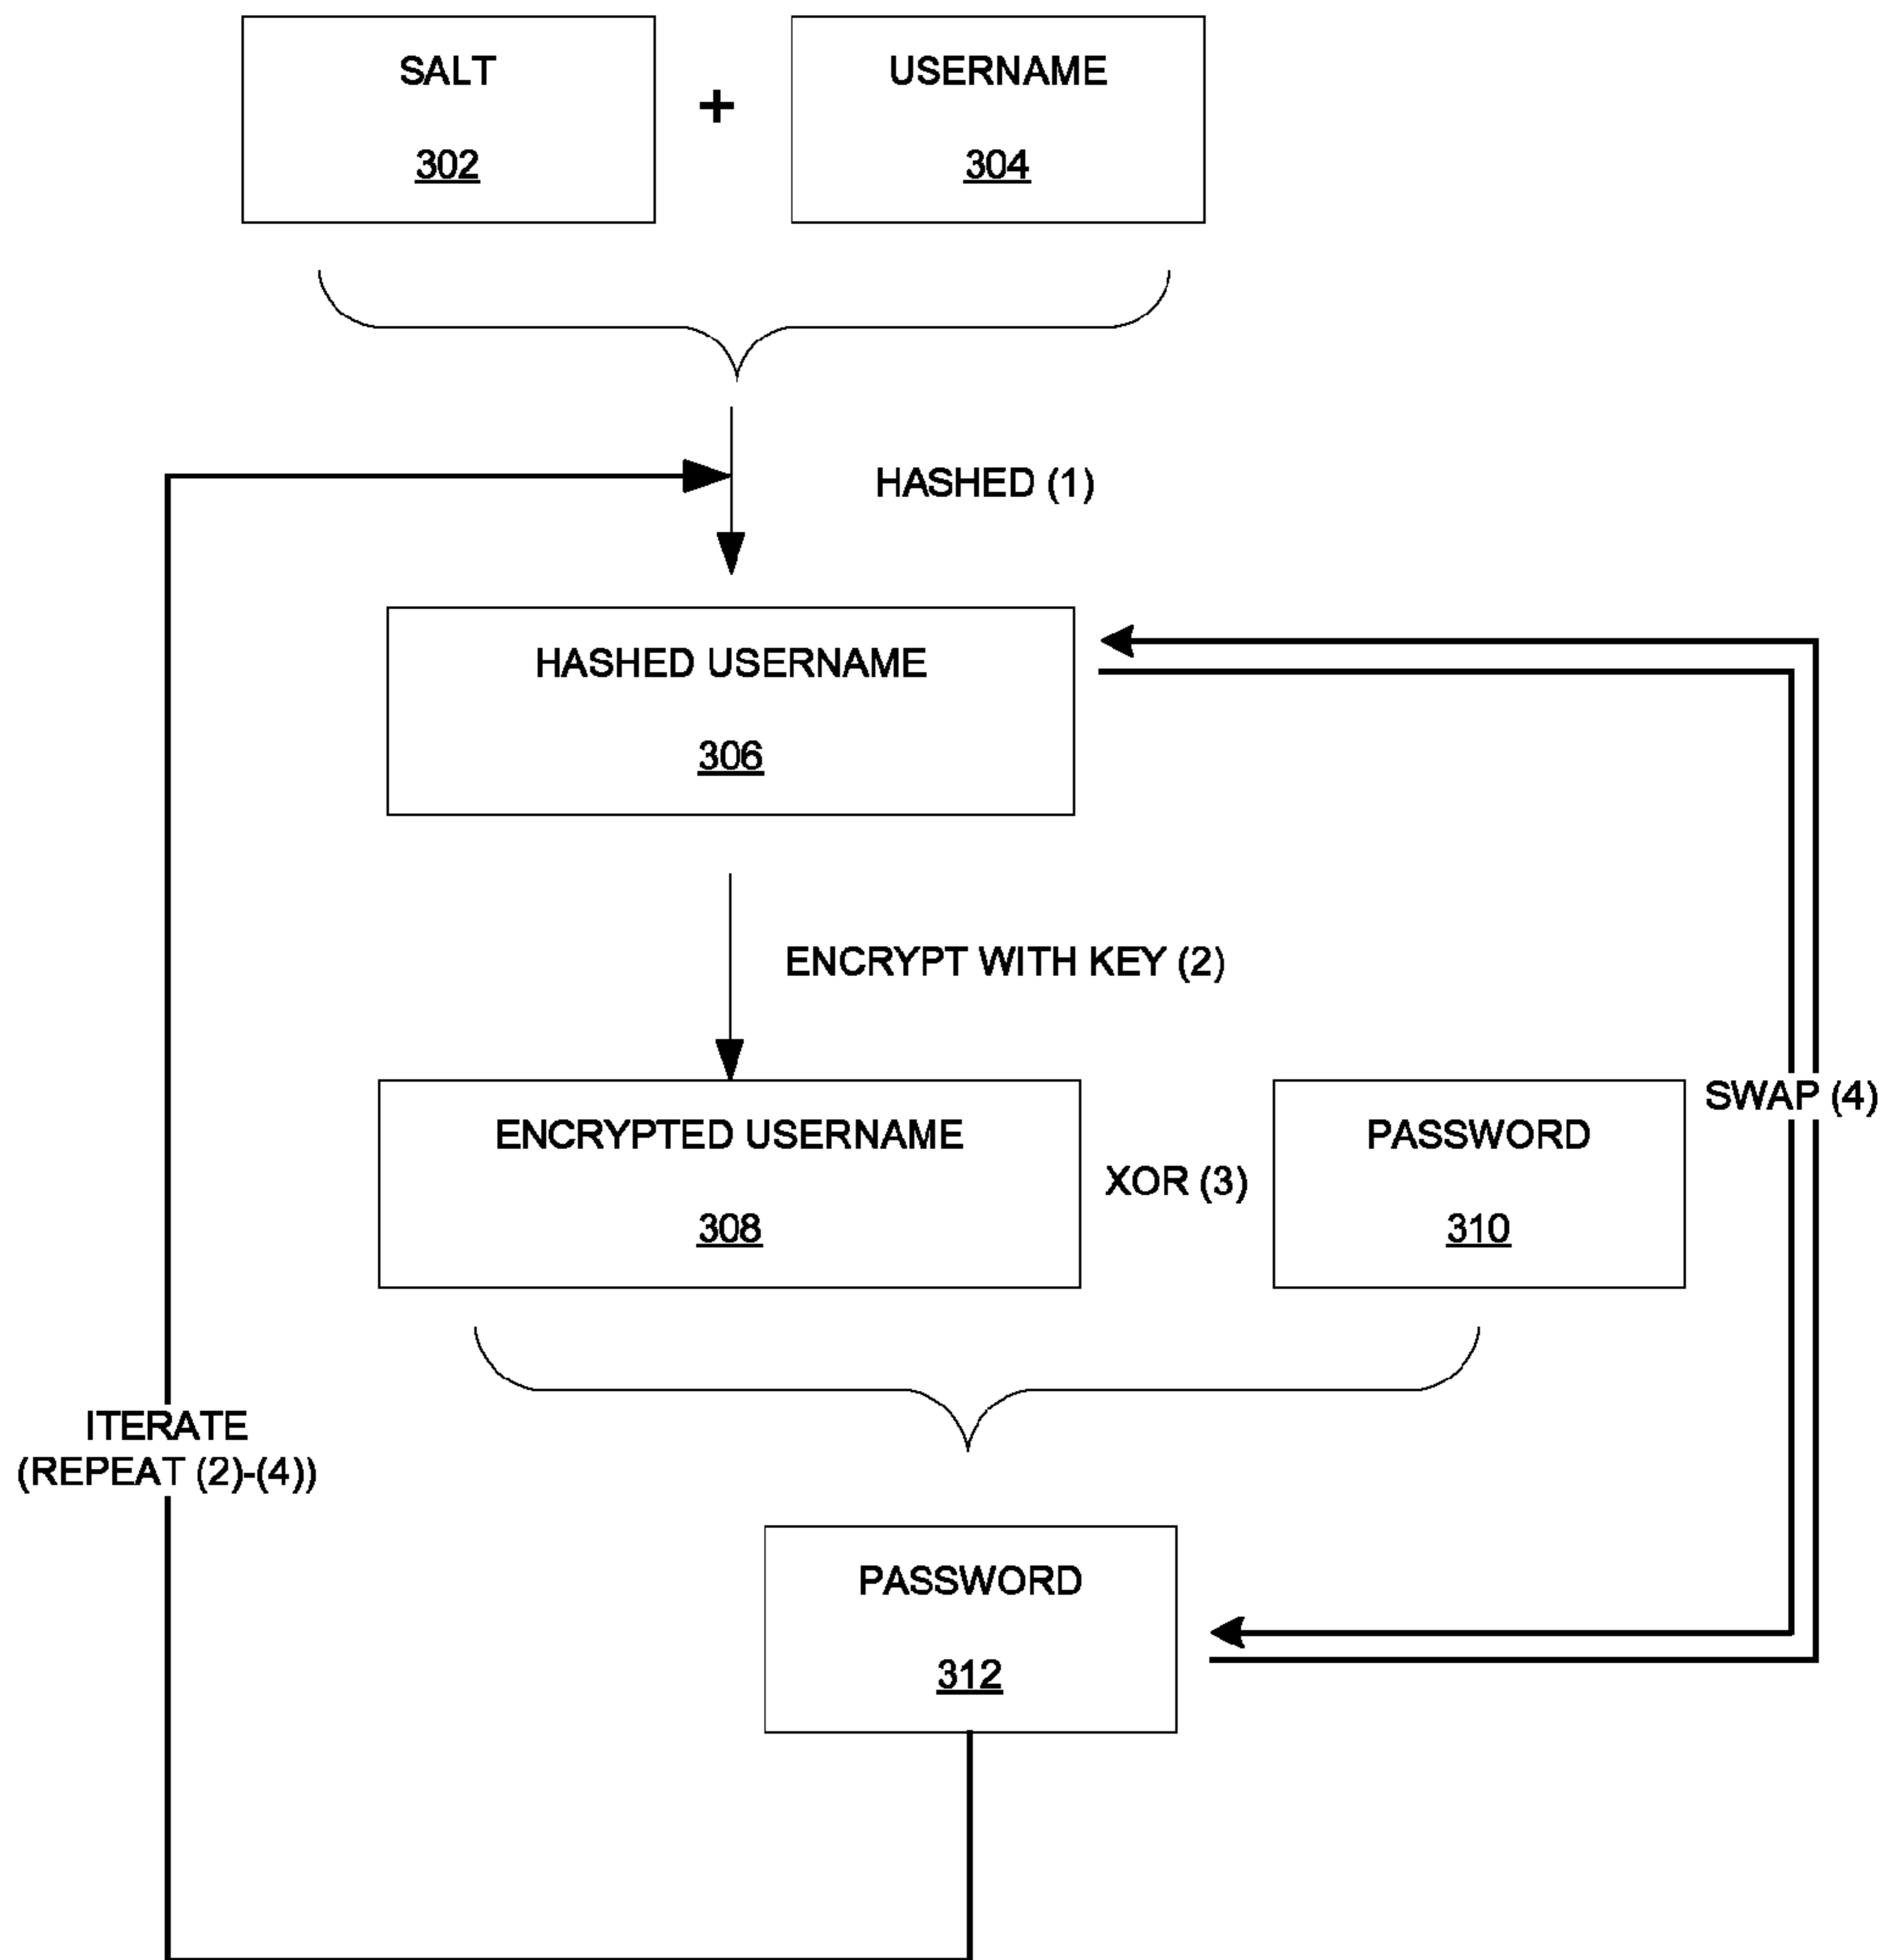 SALT
302
+
USERNAME
304
HASHED (1)
HASHED USERNAME
306
ENCRYPT WITH KEY (2)
ENCRYPTED USERNAME
308
XOR (3)
PASSWORD
310
SWAP (4)
ITERATE
(REPEAT (2)-(4))
PASSWORD
312